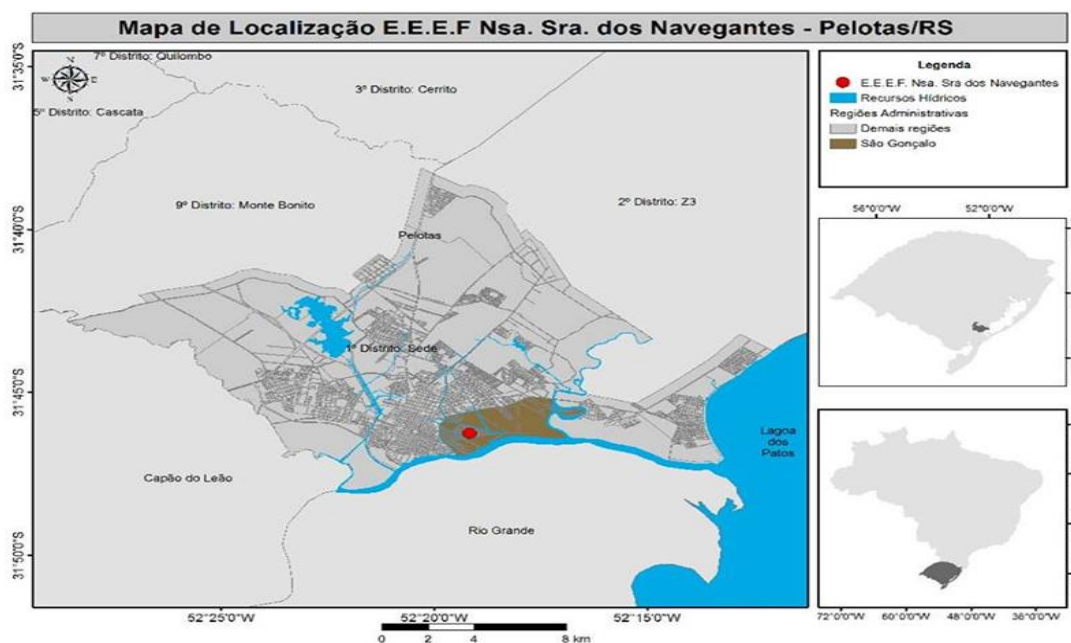 Mapa de Localização E.E.E.F Nsa. Sra. dos Navegantes - Pelotas/RS
31°35'0"S
31°40'0"S
31°45'0"S
31°50'0"S
N
W
E
S
7º Distrito: Quilombo
3º Distrito: Cerrito
5º Distrito: Cascata
9º Distrito: Monte Bonito
2º Distrito: Z3
Pelotas
1º Distrito: Sede
Lagoa
dos
Patos
Capão do Leão
Rio Grande
52°25'0"W
52°20'0"W
52°15'0"W
0 2 4 8 km
Legenda
E.E.E.F. Nsa. Sra dos Navegantes
Recursos Hídricos
Regiões Administrativas
Demais regiões
São Gonçalo
56°0'0"W
52°0'0"W
72°0'0"W
60°0'0"W
48°0'0"W
36°0'0"W